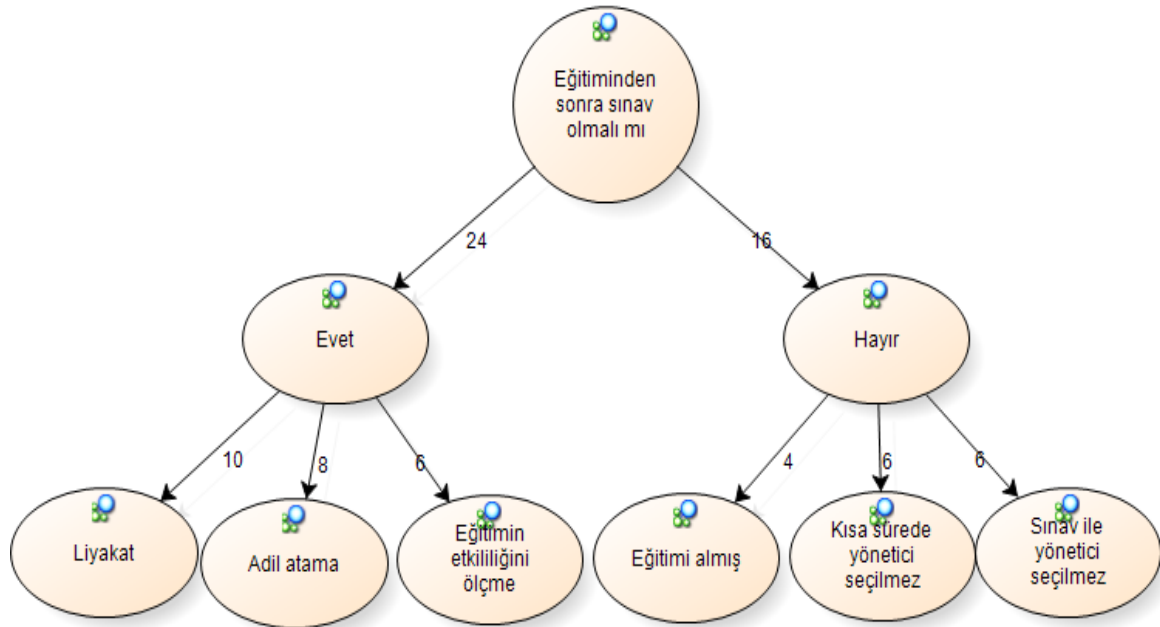 Eğitiminden
sonra sınav
olmalı mı
24
16
Evet
Hayır
10
8
6
4
6
6
Liyakat
Adil atama
Eğitimin
etkililiğini
ölçme
Eğitimi almış
Kısa sürede
yönetici
seçilmez
Sınav ile
yönetici
seçilmez